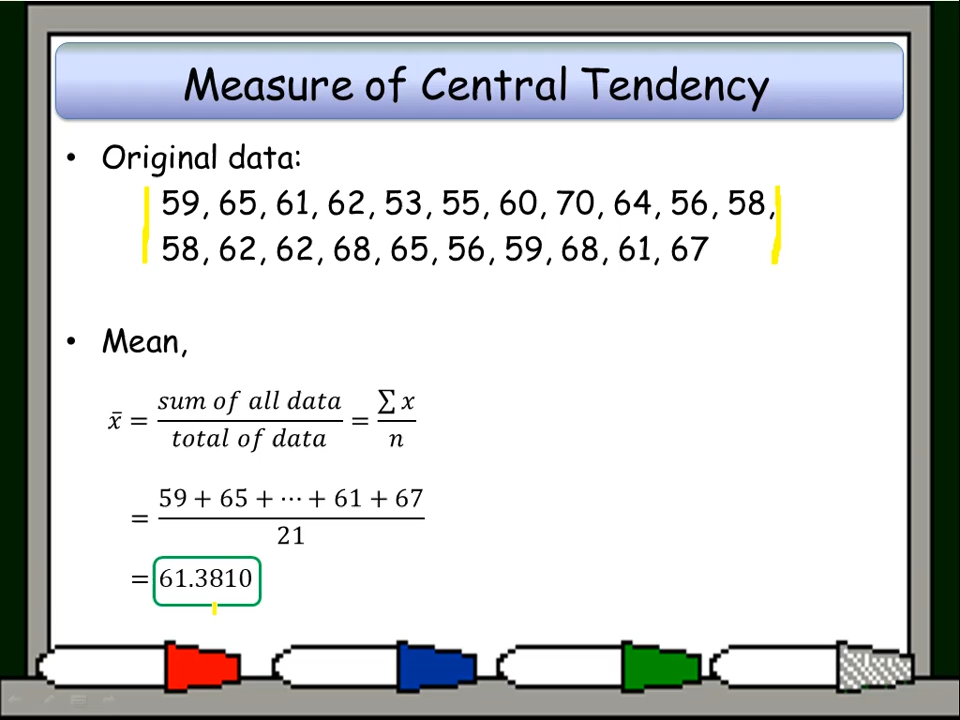 Measure of Central Tendency
• Original data:
59, 65, 61, 62, 53, 55, 60, 70, 64, 56, 58,
58, 62, 62, 68, 65, 56, 59, 68, 61, 67
• Mean,
x̄ = sum of all data / total of data = ∑ x / n
= 59 + 65 + ⋯ + 61 + 67 / 21
= 61.3810